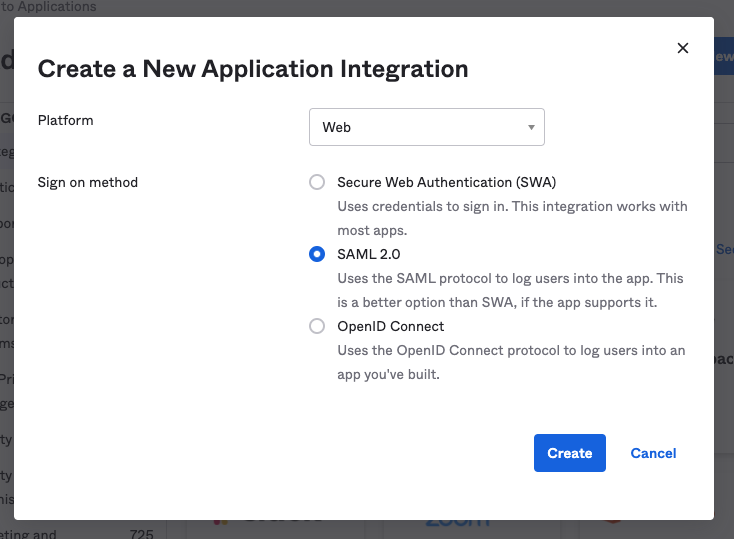 to Applications
Create a New Application Integration
Platform
Web
Sign on method
Secure Web Authentication (SWA)
Uses credentials to sign in. This integration works with
most apps.
SAML 2.0
Uses the SAML protocol to log users into the app. This
is a better option than SWA, if the app supports it.
OpenID Connect
Uses the OpenID Connect protocol to log users into an
app you've built.
Create
Cancel
eting and
725
zoom